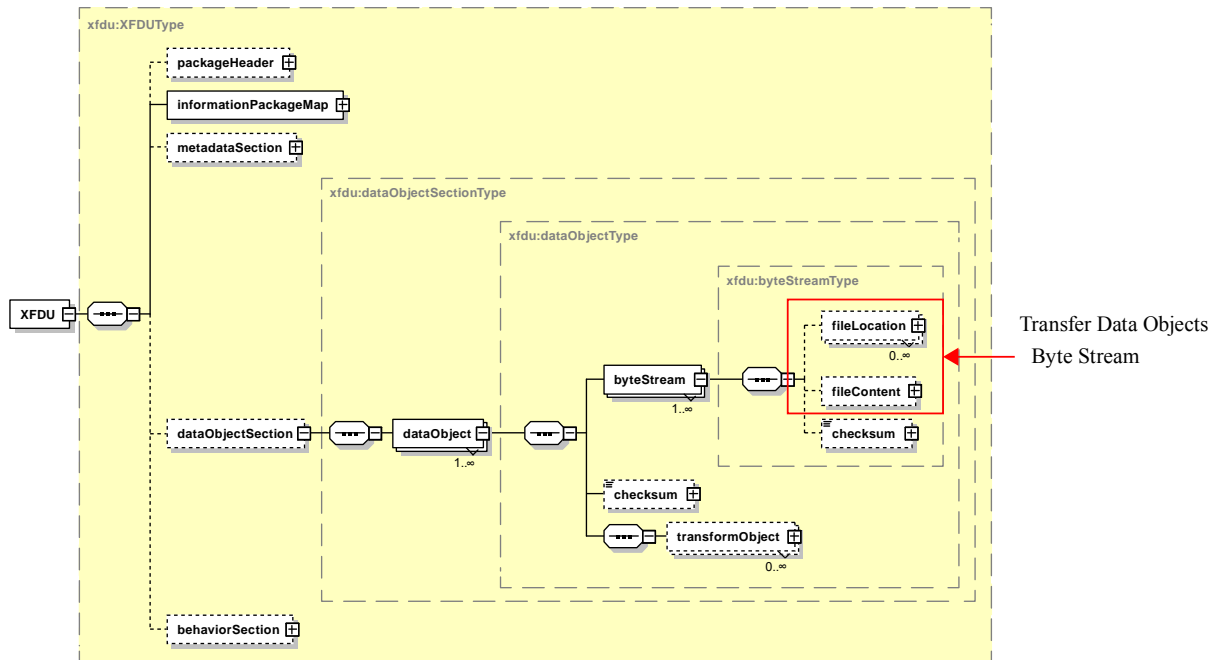 xfdu:XFDUType
packageHeader
informationPackageMap
metadataSection
xfdu:dataObjectSectionType
xfdu:dataObjectType
xfdu:byteStreamType
XFDU
fileLocation
0..∞
Transfer Data Objects
Byte Stream
byteStream
1..∞
fileContent
dataObjectSection
dataObject
1..∞
checksum
checksum
transformObject
0..∞
behaviorSection